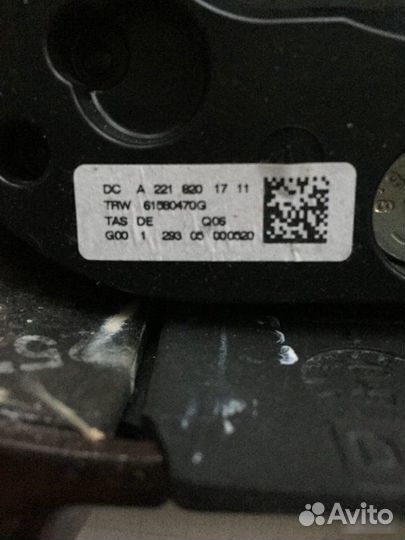 DC A 221 820 17 11
TRW 61580470G
TAS DE Q06
G00 1 293 05 000520
Avito